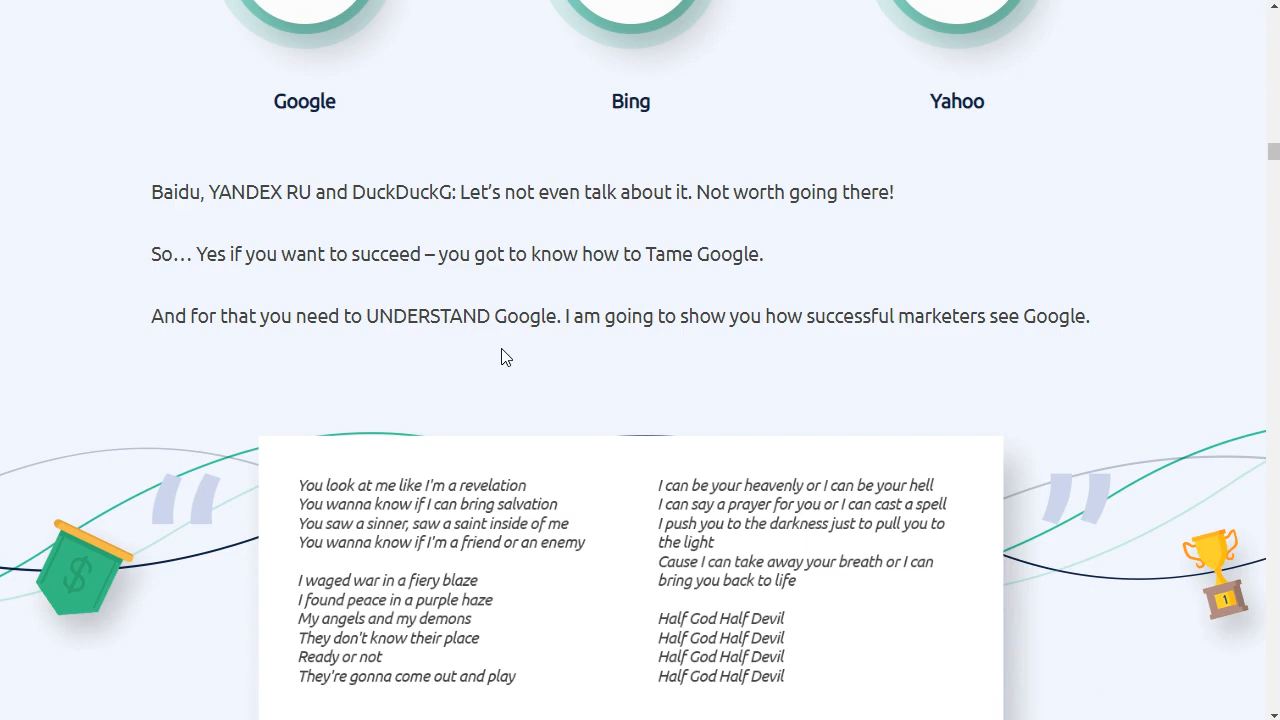 Google
Bing
Yahoo
Baidu, YANDEX RU and DuckDuckG: Let’s not even talk about it. Not worth going there!
So… Yes if you want to succeed – you got to know how to Tame Google.
And for that you need to UNDERSTAND Google. I am going to show you how successful marketers see Google.
“
You look at me like I'm a revelation
You wanna know if I can bring salvation
You saw a sinner, saw a saint inside of me
You wanna know if I'm a friend or an enemy
I waged war in a fiery blaze
I found peace in a purple haze
My angels and my demons
They don't know their place
Ready or not
They're gonna come out and play
I can be your heavenly or I can be your hell
I can say a prayer for you or I can cast a spell
I push you to the darkness just to pull you to
the light
Cause I can take away your breath or I can
bring you back to life
Half God Half Devil
Half God Half Devil
Half God Half Devil
Half God Half Devil
”
$
1